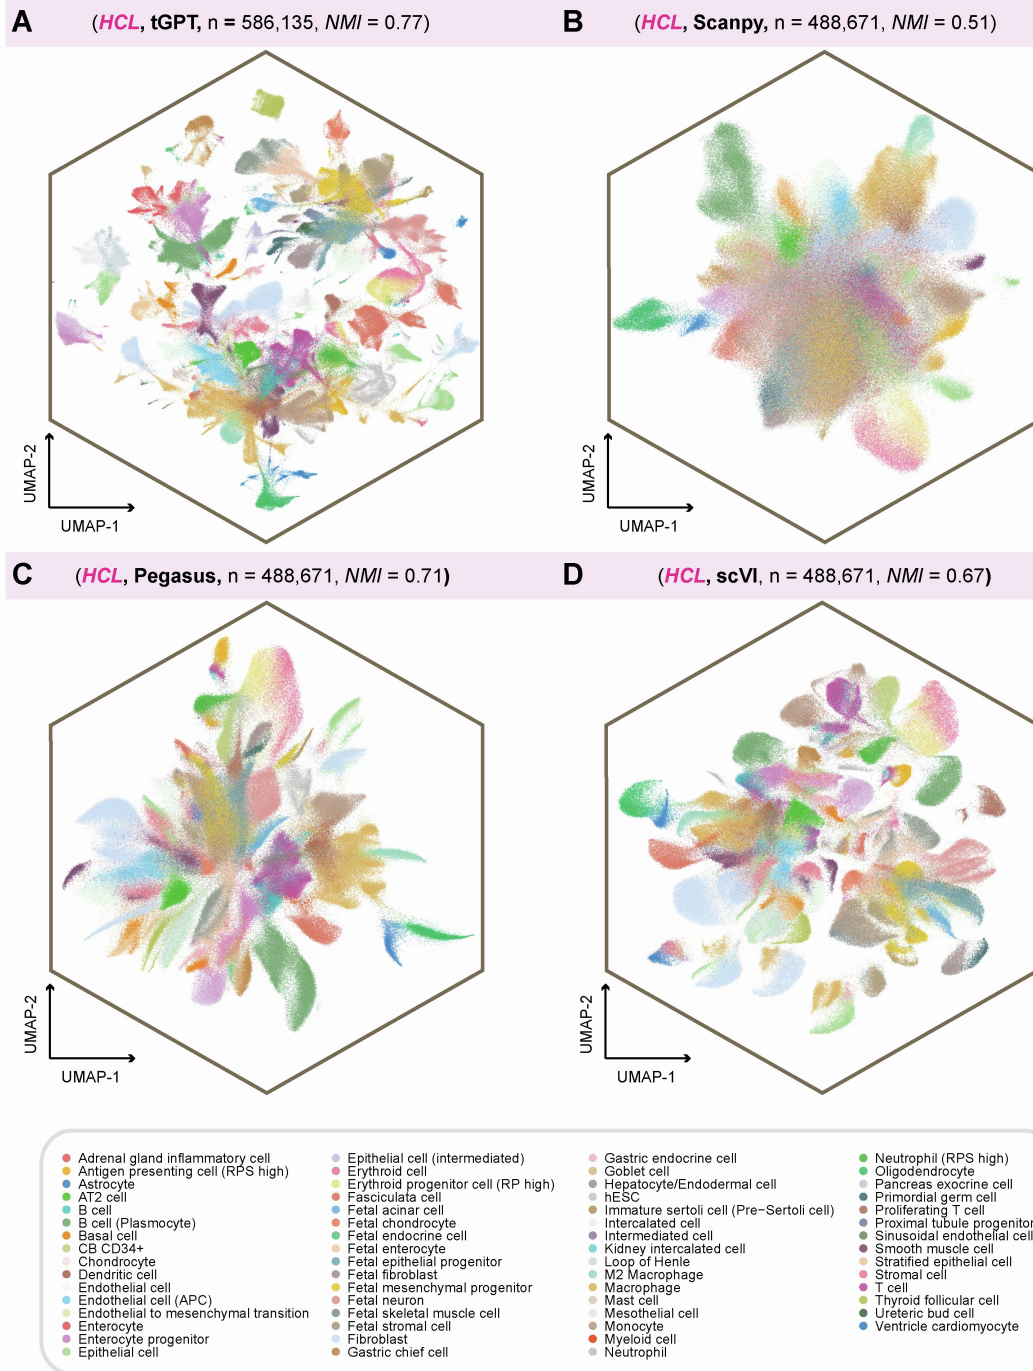 A (HCL, tGPT, n = 586,135, NMI = 0.77)
B (HCL, Scanpy, n = 488,671, NMI = 0.51)
UMAP-2
UMAP-1
UMAP-2
UMAP-1
C (HCL, Pegasus, n = 488,671, NMI = 0.71)
D (HCL, scVI, n = 488,671, NMI = 0.67)
UMAP-2
UMAP-1
UMAP-2
UMAP-1
Adrenal gland inflammatory cell
Antigen presenting cell (RPS high)
Astrocyte
AT2 cell
B cell
B cell (Plasmocyte)
Basal cell
CB CD34+
Chondrocyte
Dendritic cell
Endothelial cell
Endothelial cell (APC)
Endothelial to mesenchymal transition
Enterocyte
Enterocyte progenitor
Epithelial cell
Epithelial cell (intermediated)
Erythroid cell
Erythroid progenitor cell (RP high)
Fasciculata cell
Fetal acinar cell
Fetal chondrocyte
Fetal endocrine cell
Fetal enterocyte
Fetal epithelial progenitor
Fetal fibroblast
Fetal mesenchymal progenitor
Fetal neuron
Fetal skeletal muscle cell
Fetal stromal cell
Fibroblast
Gastric chief cell
Gastric endocrine cell
Goblet cell
Hepatocyte/Endodermal cell
hESC
Immature sertoli cell (Pre−Sertoli cell)
Intercalated cell
Intermediated cell
Kidney intercalated cell
Loop of Henle
M2 Macrophage
Macrophage
Mast cell
Mesothelial cell
Monocyte
Myeloid cell
Neutrophil
Neutrophil (RPS high)
Oligodendrocyte
Pancreas exocrine cell
Primordial germ cell
Proliferating T cell
Proximal tubule progenitor
Sinusoidal endothelial cell
Smooth muscle cell
Stratified epithelial cell
Stromal cell
T cell
Thyroid follicular cell
Ureteric bud cell
Ventricle cardiomyocyte